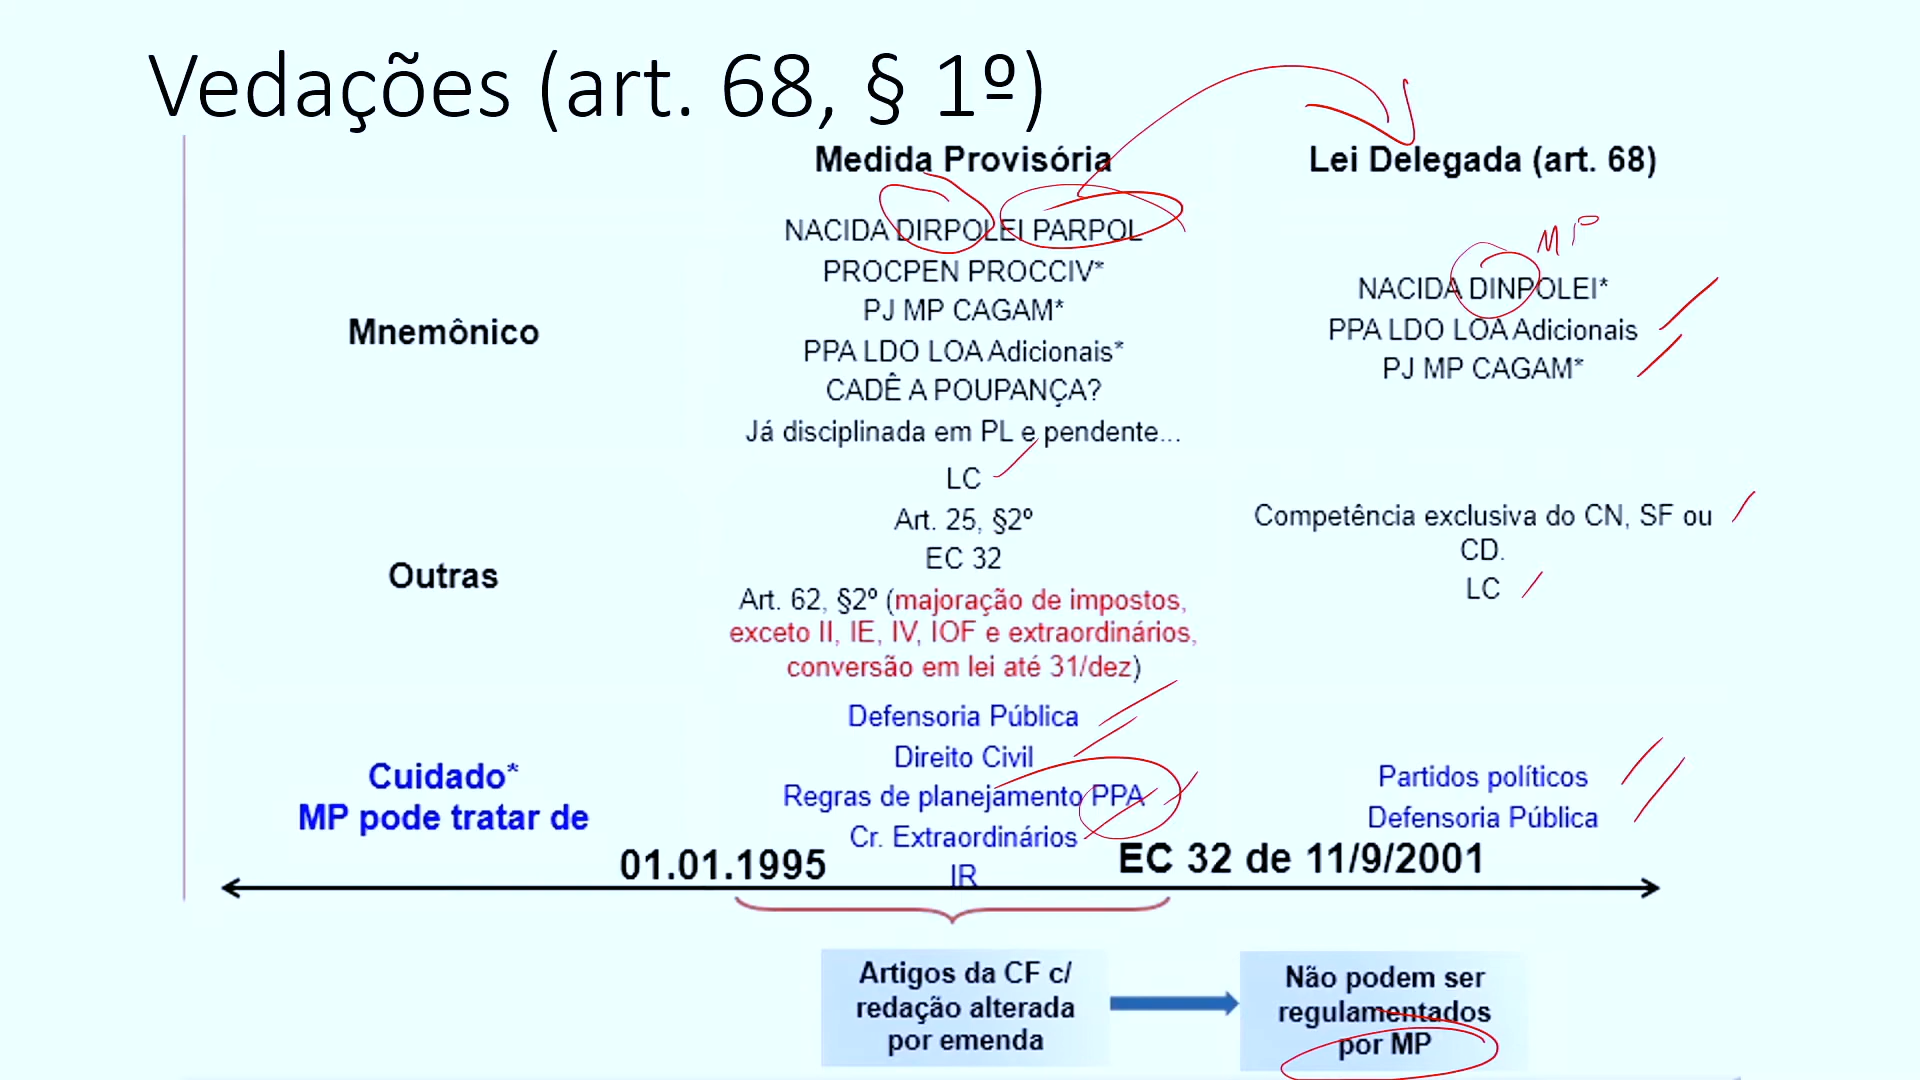 Vedações (art. 68, § 1º)
Medida Provisória
Lei Delegada (art. 68)
Mnemônico
NACIDA DIRPOLEI PARPOL
PROCPEN PROCCIV*
PJ MP CAGAM*
PPA LDO LOA Adicionais*
CADÊ A POUPANÇA?
Já disciplinada em PL e pendente...
MP
NACIDA DINPOLEI*
PPA LDO LOA Adicionais
PJ MP CAGAM*
Outras
LC
Art. 25, §2º
EC 32
Art. 62, §2º (majoração de impostos,
exceto II, IE, IV, IOF e extraordinários,
conversão em lei até 31/dez)
Competência exclusiva do CN, SF ou
CD.
LC
Cuidado*
MP pode tratar de
Defensoria Pública
Direito Civil
Regras de planejamento PPA
Cr. Extraordinários
IR
Partidos políticos
Defensoria Pública
01.01.1995
EC 32 de 11/9/2001
Artigos da CF c/
redação alterada
por emenda
Não podem ser
regulamentados
por MP